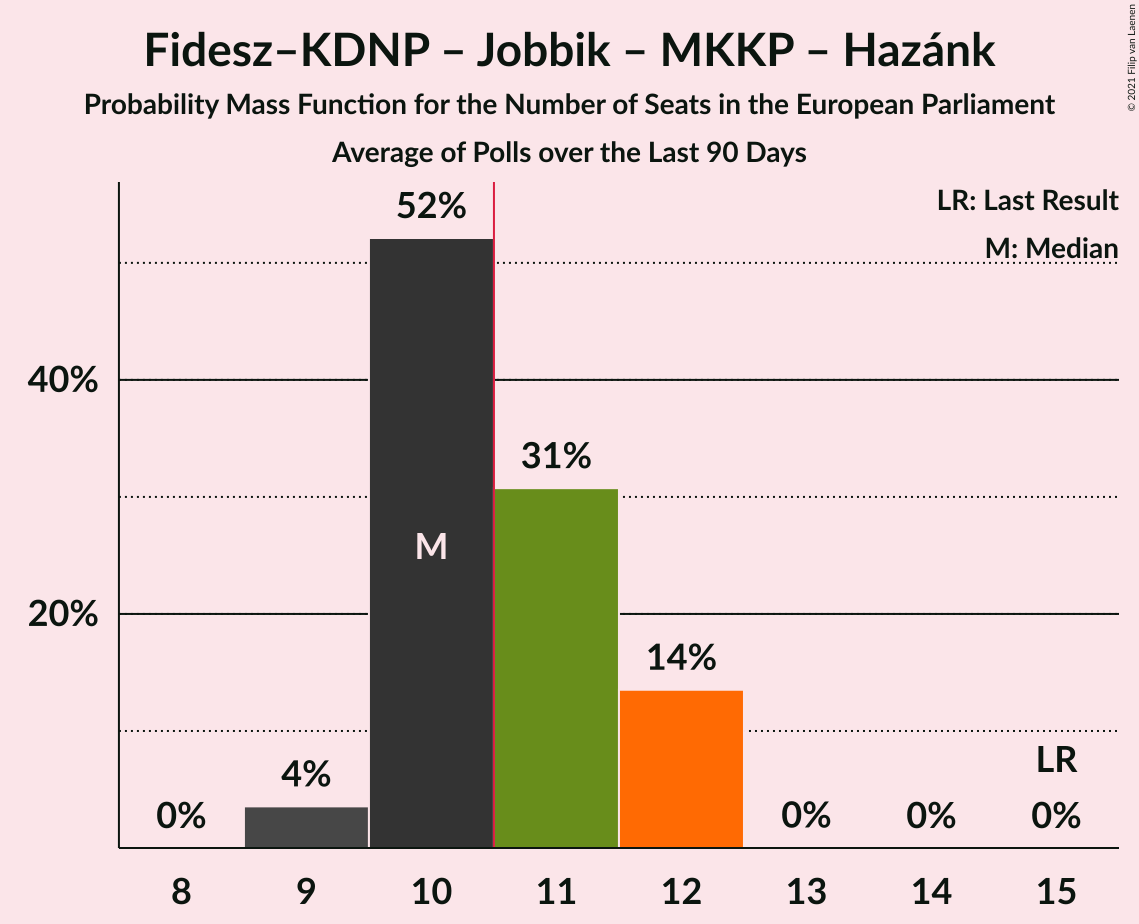 Fidesz–KDNP – Jobbik – MKKP – Hazánk
Probability Mass Function for the Number of Seats in the European Parliament
Average of Polls over the Last 90 Days
© 2021 Filip van Laenen
LR: Last Result
M: Median
52%
40%
31%
M
20%
14%
LR
4%
0%
0%
0%
0%
8
9
10
11
12
13
14
15